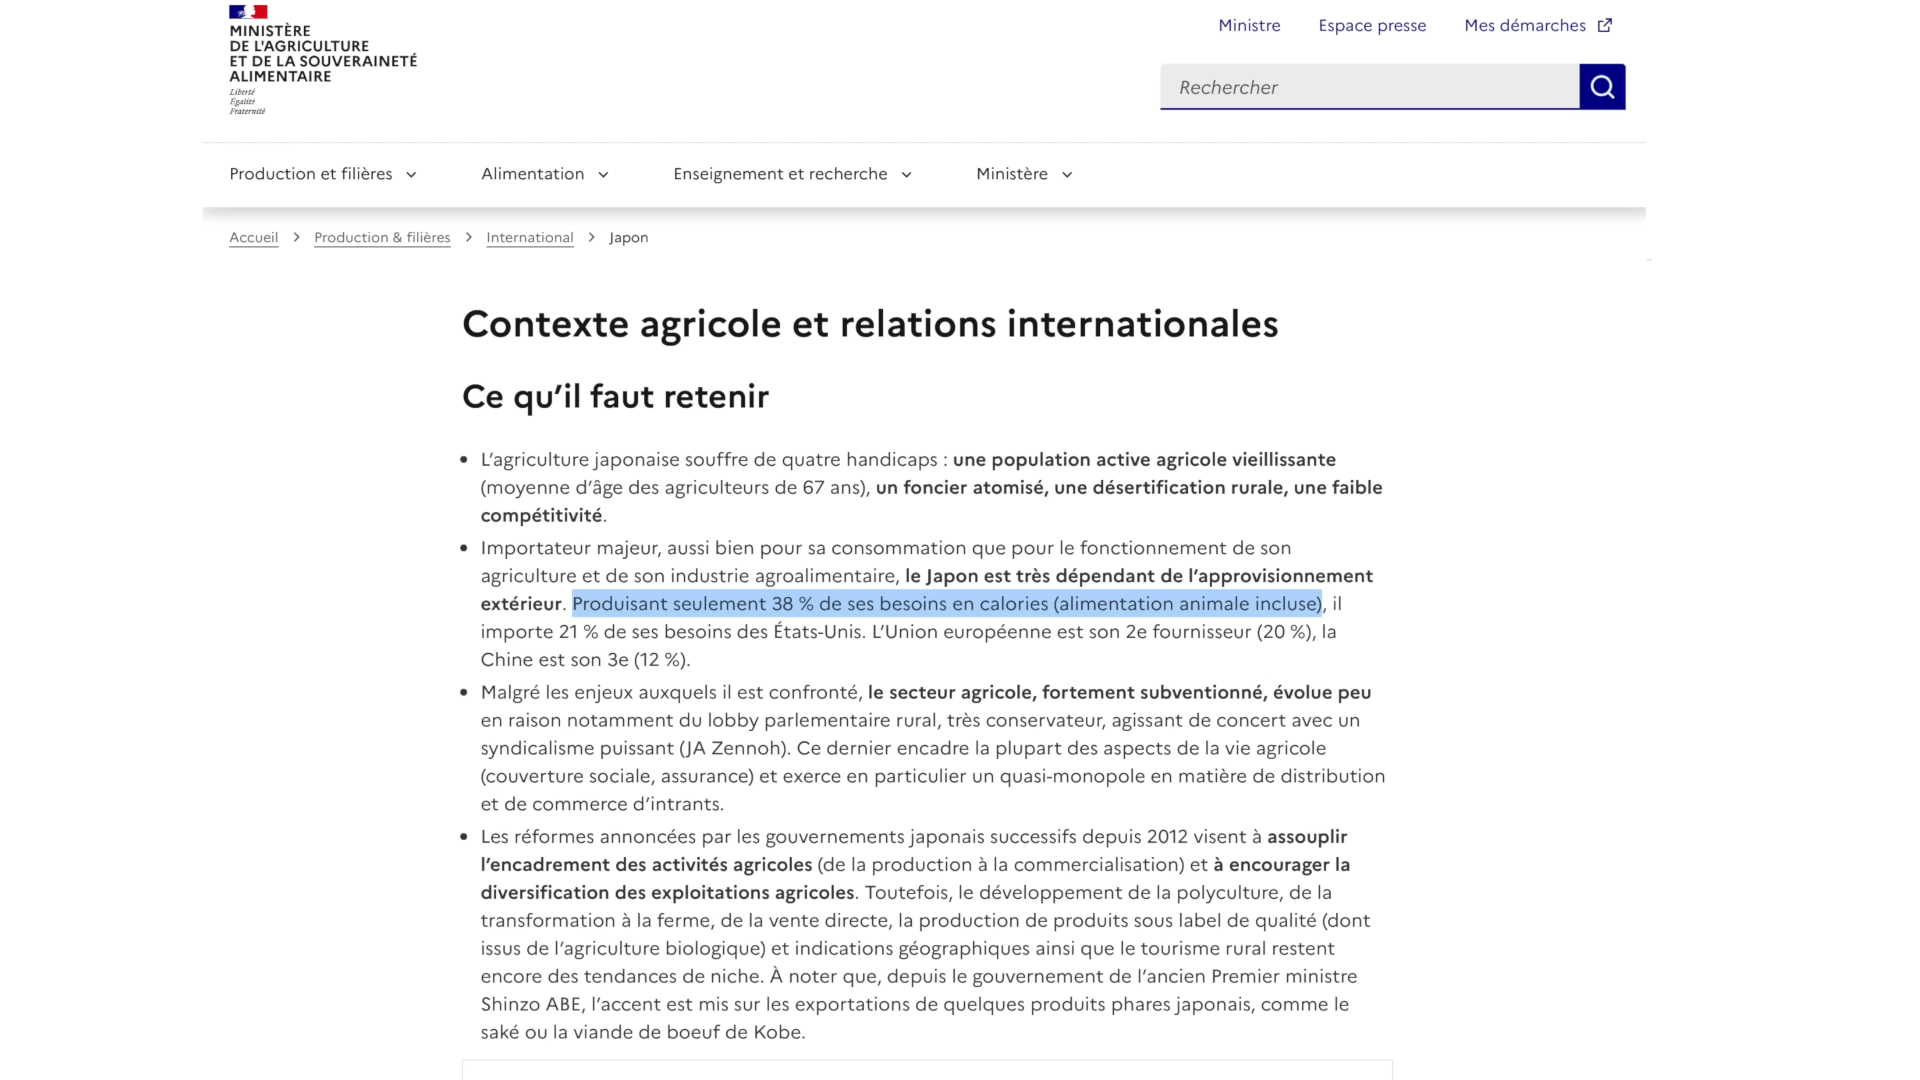 MINISTÈRE
DE L'AGRICULTURE
ET DE LA SOUVERAINETÉ
ALIMENTAIRE
Liberté
Égalité
Fraternité
Ministre Espace presse Mes démarches
Rechercher
Production et filières Alimentation Enseignement et recherche Ministère
Accueil > Production & filières > International > Japon
Contexte agricole et relations internationales
Ce qu’il faut retenir
• L’agriculture japonaise souffre de quatre handicaps : une population active agricole vieillissante
(moyenne d’âge des agriculteurs de 67 ans), un foncier atomisé, une désertification rurale, une faible
compétitivité.
• Importateur majeur, aussi bien pour sa consommation que pour le fonctionnement de son
agriculture et de son industrie agroalimentaire, le Japon est très dépendant de l’approvisionnement
extérieur. Produisant seulement 38 % de ses besoins en calories (alimentation animale incluse), il
importe 21 % de ses besoins des États-Unis. L’Union européenne est son 2e fournisseur (20 %), la
Chine est son 3e (12 %).
• Malgré les enjeux auxquels il est confronté, le secteur agricole, fortement subventionné, évolue peu
en raison notamment du lobby parlementaire rural, très conservateur, agissant de concert avec un
syndicalisme puissant (JA Zennoh). Ce dernier encadre la plupart des aspects de la vie agricole
(couverture sociale, assurance) et exerce en particulier un quasi-monopole en matière de distribution
et de commerce d’intrants.
• Les réformes annoncées par les gouvernements japonais successifs depuis 2012 visent à assouplir
l’encadrement des activités agricoles (de la production à la commercialisation) et à encourager la
diversification des exploitations agricoles. Toutefois, le développement de la polyculture, de la
transformation à la ferme, de la vente directe, la production de produits sous label de qualité (dont
issus de l’agriculture biologique) et indications géographiques ainsi que le tourisme rural restent
encore des tendances de niche. À noter que, depuis le gouvernement de l’ancien Premier ministre
Shinzo ABE, l’accent est mis sur les exportations de quelques produits phares japonais, comme le
saké ou la viande de boeuf de Kobe.